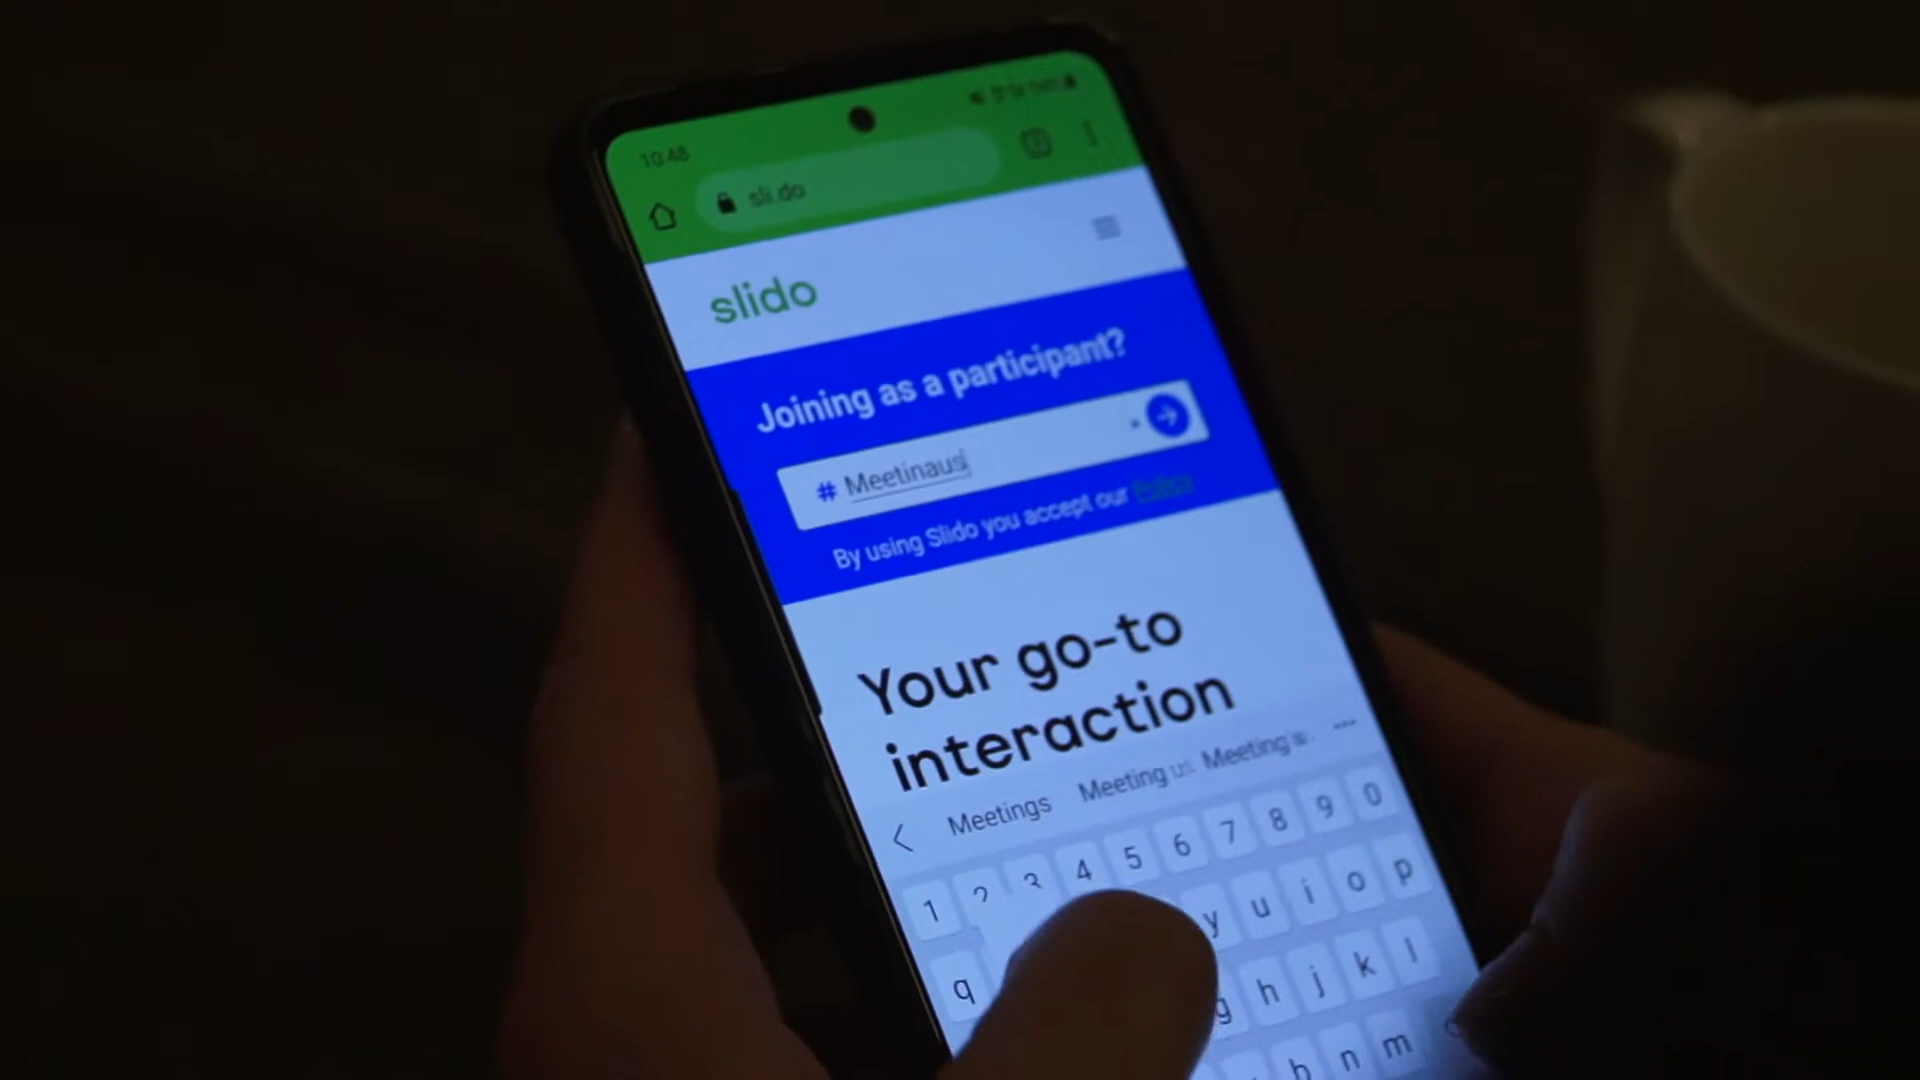 10:48
sli.do
slido
Joining as a participant?
# Meetinaus
By using Slido you accept our Policy
Your go-to
interaction
Meetings Meeting us Meeting's
1 2 3 4 5 6 7 8 9 0
q y u i o p
g h j k l
b n m